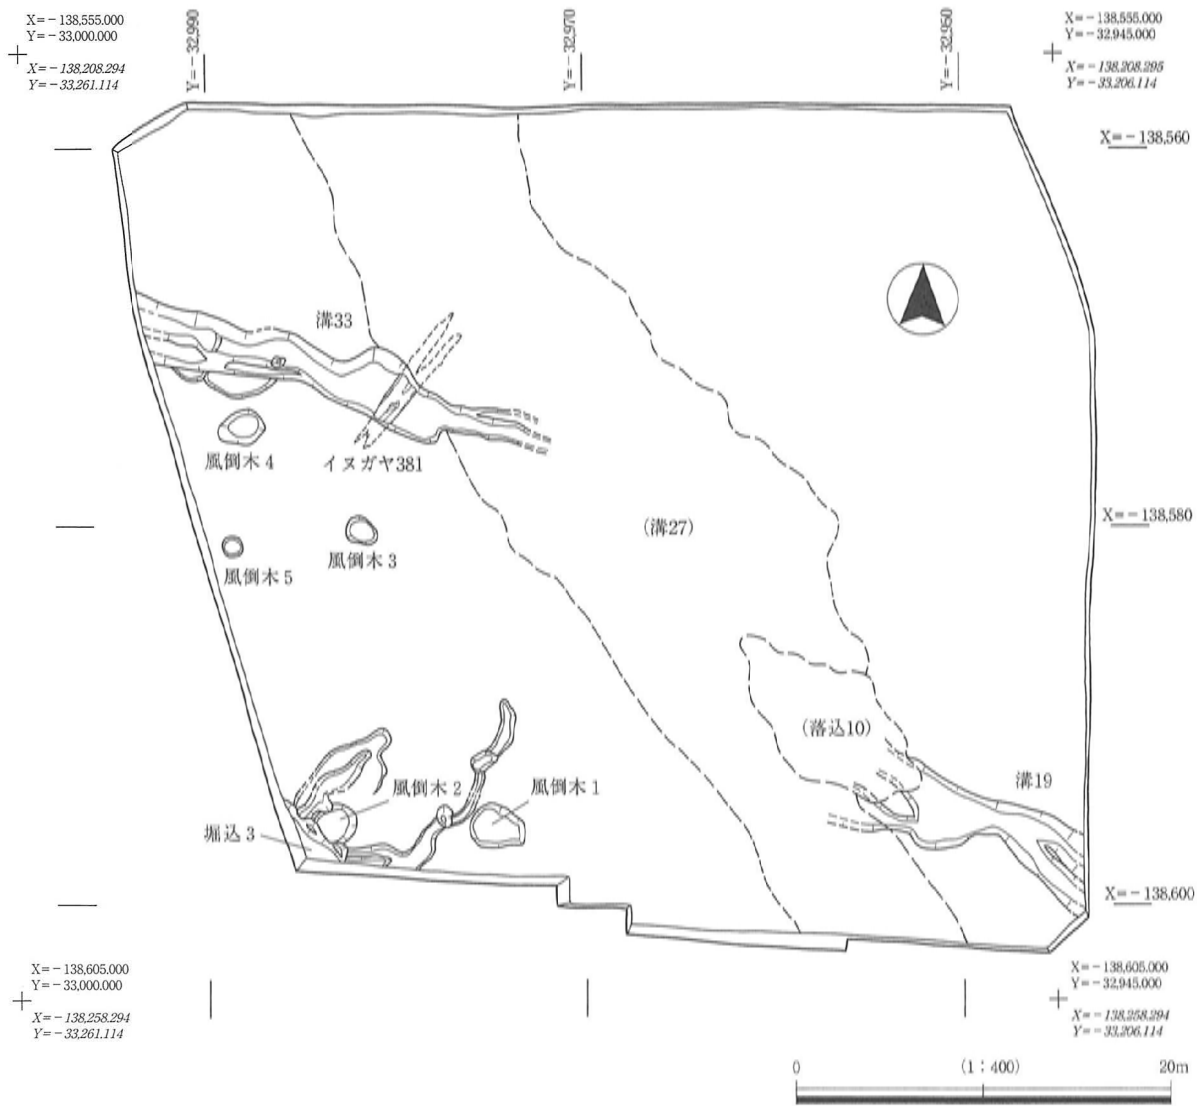 X=−138,555.000
Y=−33,000.000
X=−138,208.294
Y=−33,261.114
Y=−32,990
Y=−32,970
Y=−32,950
X=−138,555.000
Y=−32,945.000
X=−138,208.295
Y=−33,206.114
X=−138,560
溝33
風倒木4
イヌガヤ381
(溝27)
X=−138,580
風倒木3
風倒木5
(落込10)
溝19
風倒木2
風倒木1
堀込3
X=−138,600
X=−138,605.000
Y=−33,000.000
X=−138,258.294
Y=−33,261.114
X=−138,605.000
Y=−32,945.000
X=−138,258.294
Y=−33,206.114
0 (1:400) 20m